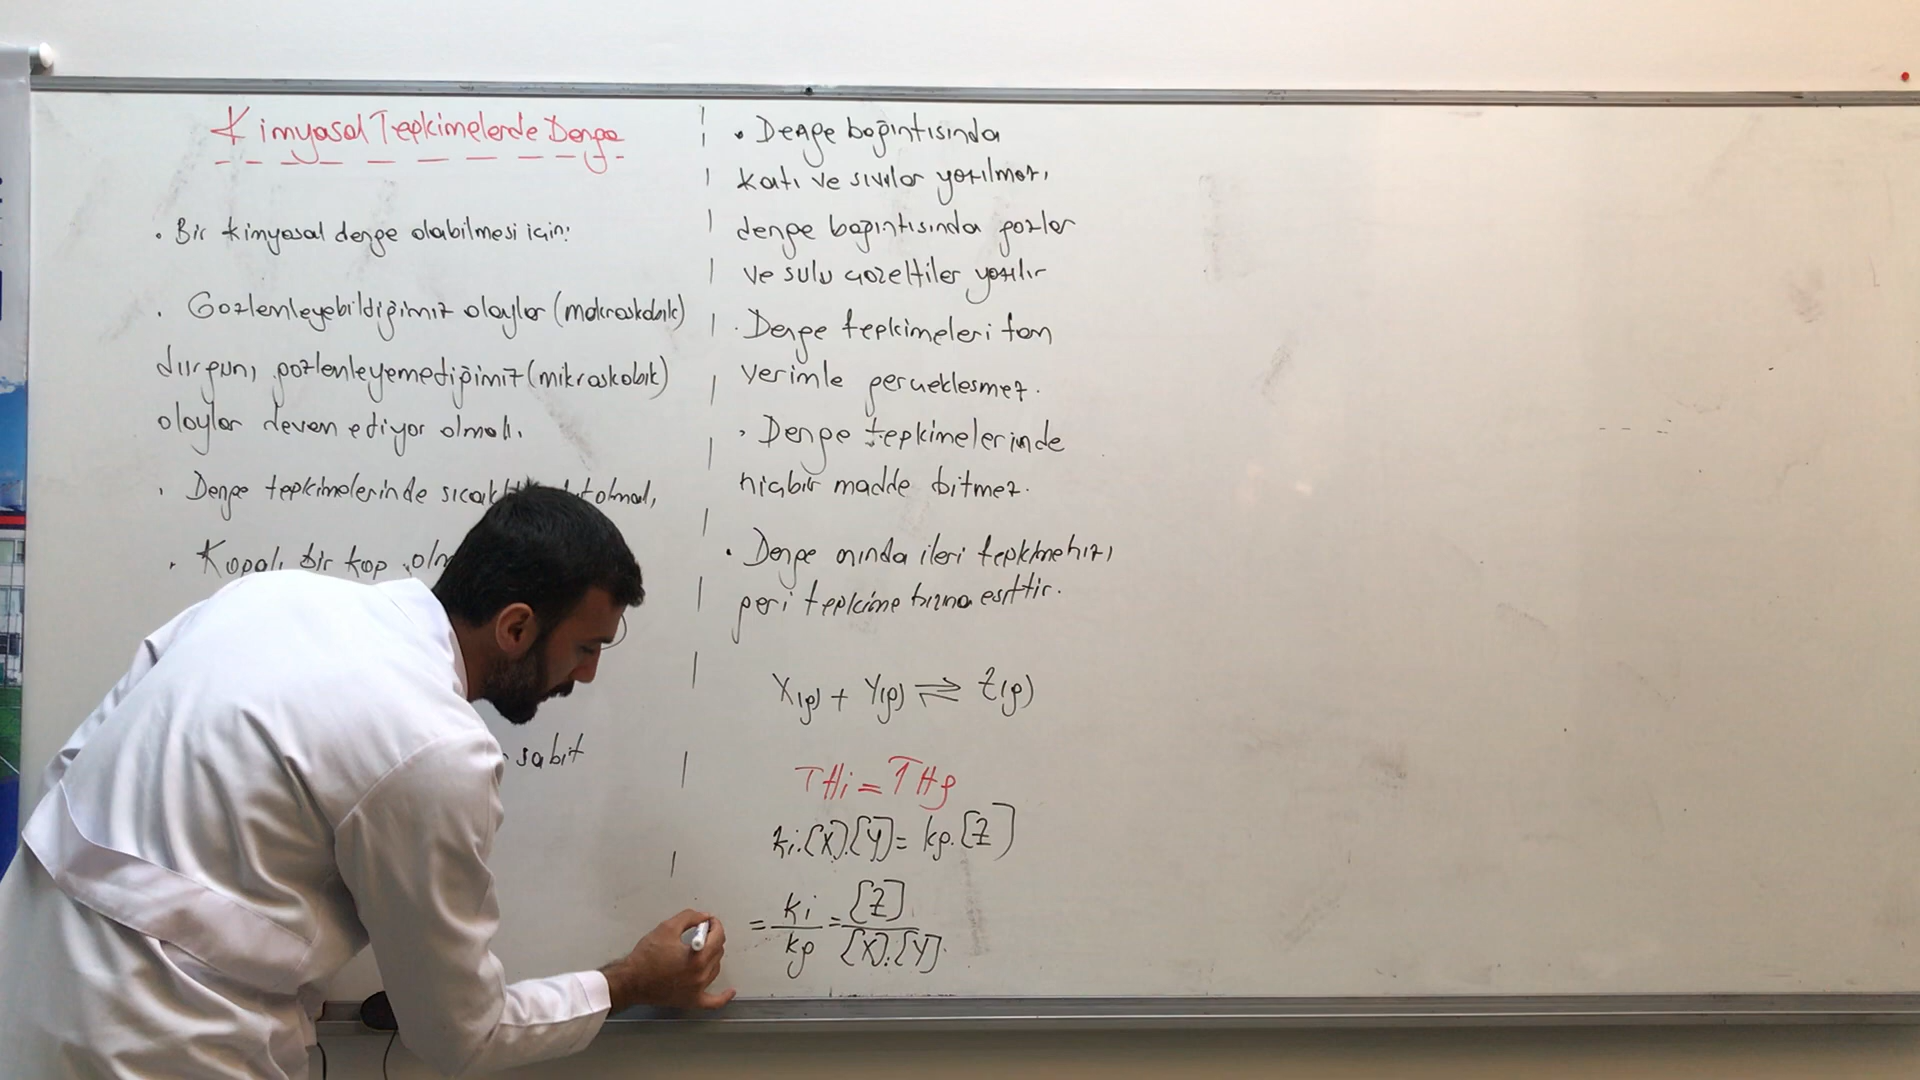 Kimyasal Tepkimelerde Denge
• Bir kimyasal denge olabilmesi için:
• Gözlenleyebildiğimiz olaylar (makroskobik)
durgun, gözlenleyemediğimiz (mikroskobik)
olaylar devam ediyor olmalı.
• Denge tepkimelerinde olmalı,
• Kapalı bir kap
sabit
• Denge bağıntısında
katı ve sıvılar yazılmaz,
denge bağıntısında gazlar
ve sulu çözeltiler yazılır
• Denge tepkimeleri tam
verimle gerçekleşmez.
• Denge tepkimelerinde
hiçbir madde bitmez.
• Denge anında ileri tepkime hızı,
geri tepkime hızına eşittir.
X(g) + Y(g) ⇌ Z(g)
THi = THg
ki.[X].[Y] = kg.[Z]
= ki/kg = [Z]/[X].[Y]